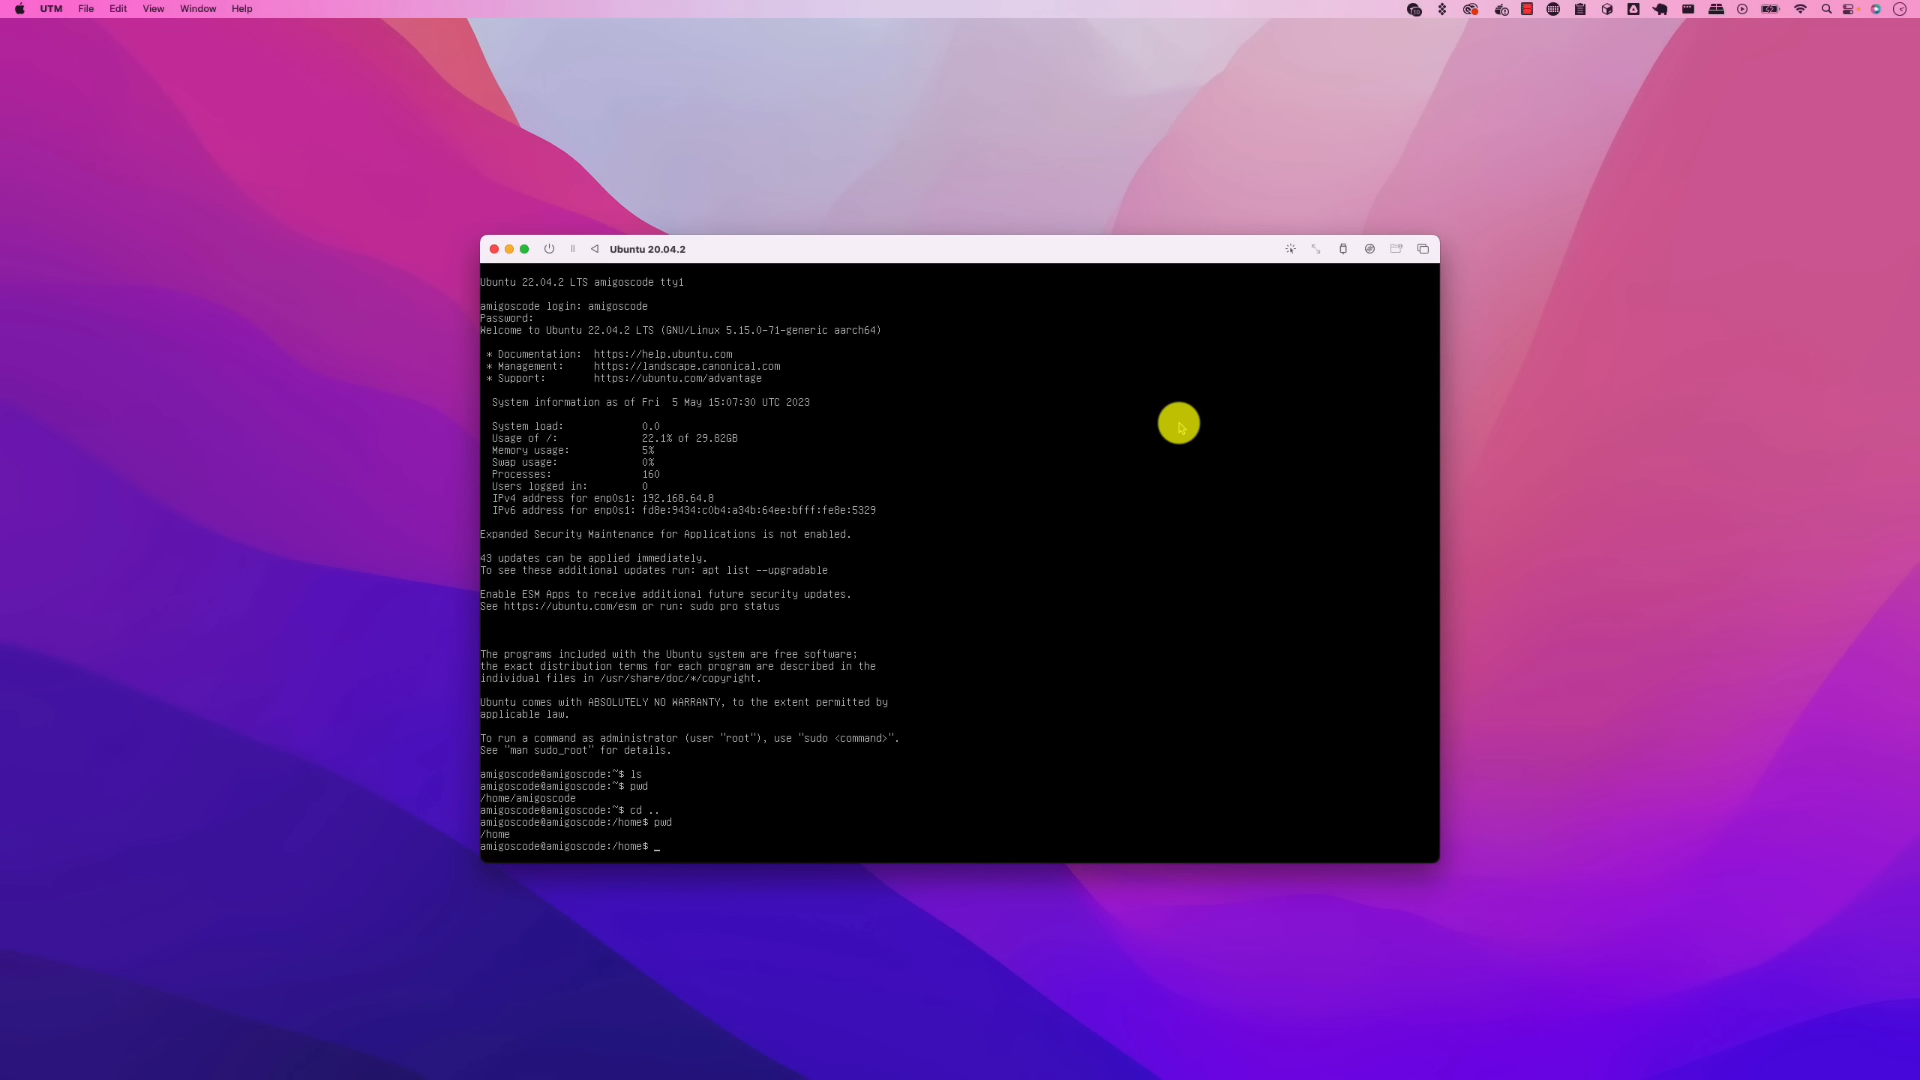 UTM File Edit View Window Help
Ubuntu 20.04.2
Ubuntu 22.04.2 LTS amigoscode tty1
amigoscode login: amigoscode
Password:
Welcome to Ubuntu 22.04.2 LTS (GNU/Linux 5.15.0-71-generic aarch64)
* Documentation: https://help.ubuntu.com
* Management: https://landscape.canonical.com
* Support: https://ubuntu.com/advantage
System information as of Fri 5 May 15:07:30 UTC 2023
System load: 0.0
Usage of /: 22.1% of 29.82GB
Memory usage: 5%
Swap usage: 0%
Processes: 160
Users logged in: 0
IPv4 address for enp0s1: 192.168.64.8
IPv6 address for enp0s1: fd8e:9434:c0b4:a34b:64ee:bfff:fe8e:5329
Expanded Security Maintenance for Applications is not enabled.
43 updates can be applied immediately.
To see these additional updates run: apt list --upgradable
Enable ESM Apps to receive additional future security updates.
See https://ubuntu.com/esm or run: sudo pro status
The programs included with the Ubuntu system are free software;
the exact distribution terms for each program are described in the
individual files in /usr/share/doc/*/copyright.
Ubuntu comes with ABSOLUTELY NO WARRANTY, to the extent permitted by
applicable law.
To run a command as administrator (user "root"), use "sudo <command>".
See "man sudo_root" for details.
amigoscode@amigoscode:~$ ls
amigoscode@amigoscode:~$ pwd
/home/amigoscode
amigoscode@amigoscode:~$ cd ..
amigoscode@amigoscode:/home$ pwd
/home
amigoscode@amigoscode:/home$ _